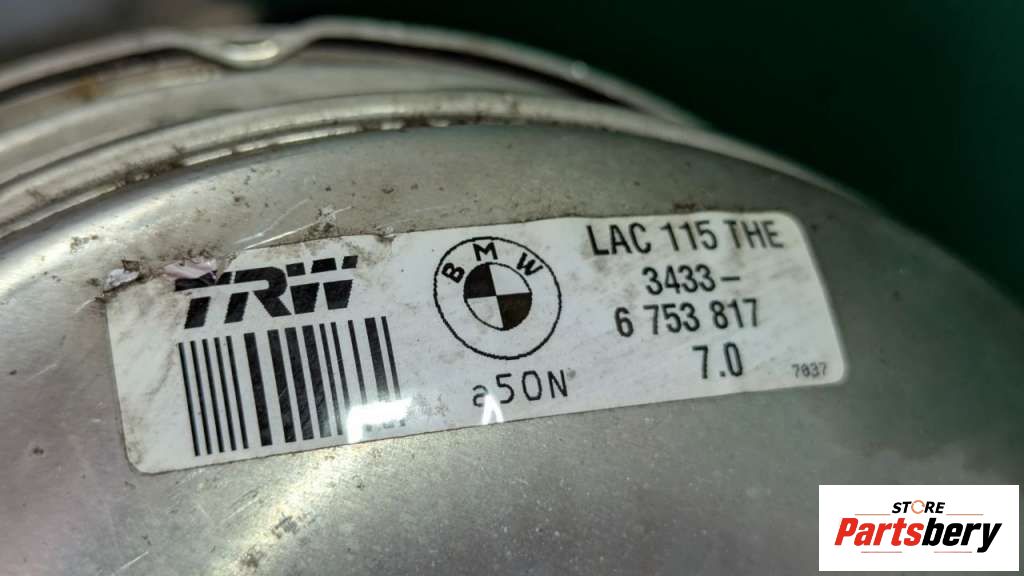 TRW
BMW
a50N
LAC 115 THE
3433-
6 753 817
7.0
7037
STORE
Partsbery